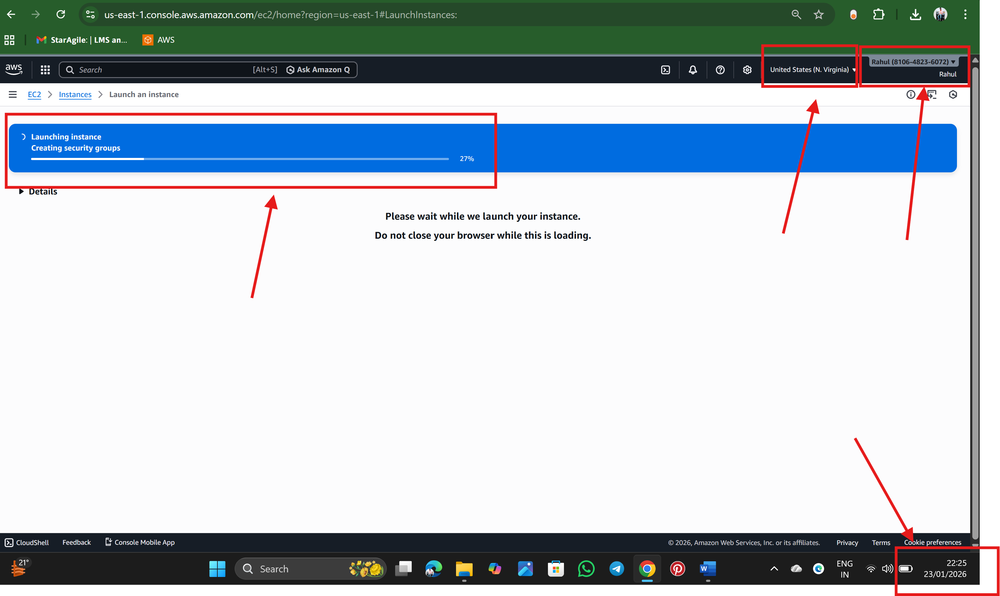 us-east-1.console.aws.amazon.com/ec2/home?region=us-east-1#LaunchInstances:
StarAgile: | LMS an...
AWS
aws
Search
[Alt+S]
Ask Amazon Q
United States (N. Virginia)
Rahul (8106-4823-6072)
Rahul
EC2
Instances
Launch an instance
Launching instance
Creating security groups
27%
Details
Please wait while we launch your instance.
Do not close your browser while this is loading.
CloudShell
Feedback
Console Mobile App
© 2026, Amazon Web Services, Inc. or its affiliates.
Privacy
Terms
Cookie preferences
21°
Search
W
ENG
IN
22:25
23/01/2026